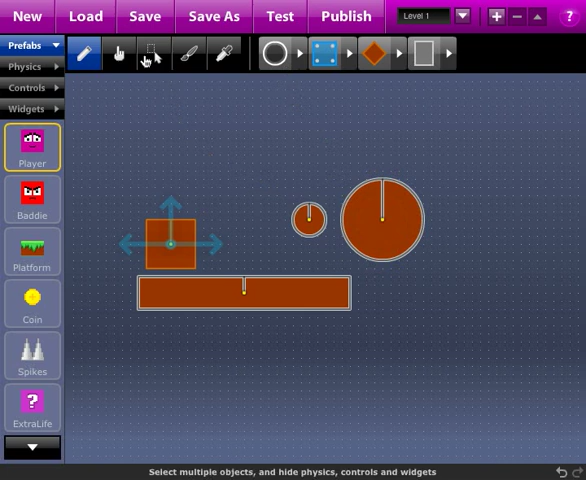 New Load Save Save As Test Publish Level 1 ?
Prefabs
Physics
Controls
Widgets
Player
Baddie
Platform
Coin
Spikes
?
ExtraLife
Select multiple objects, and hide physics, controls and widgets